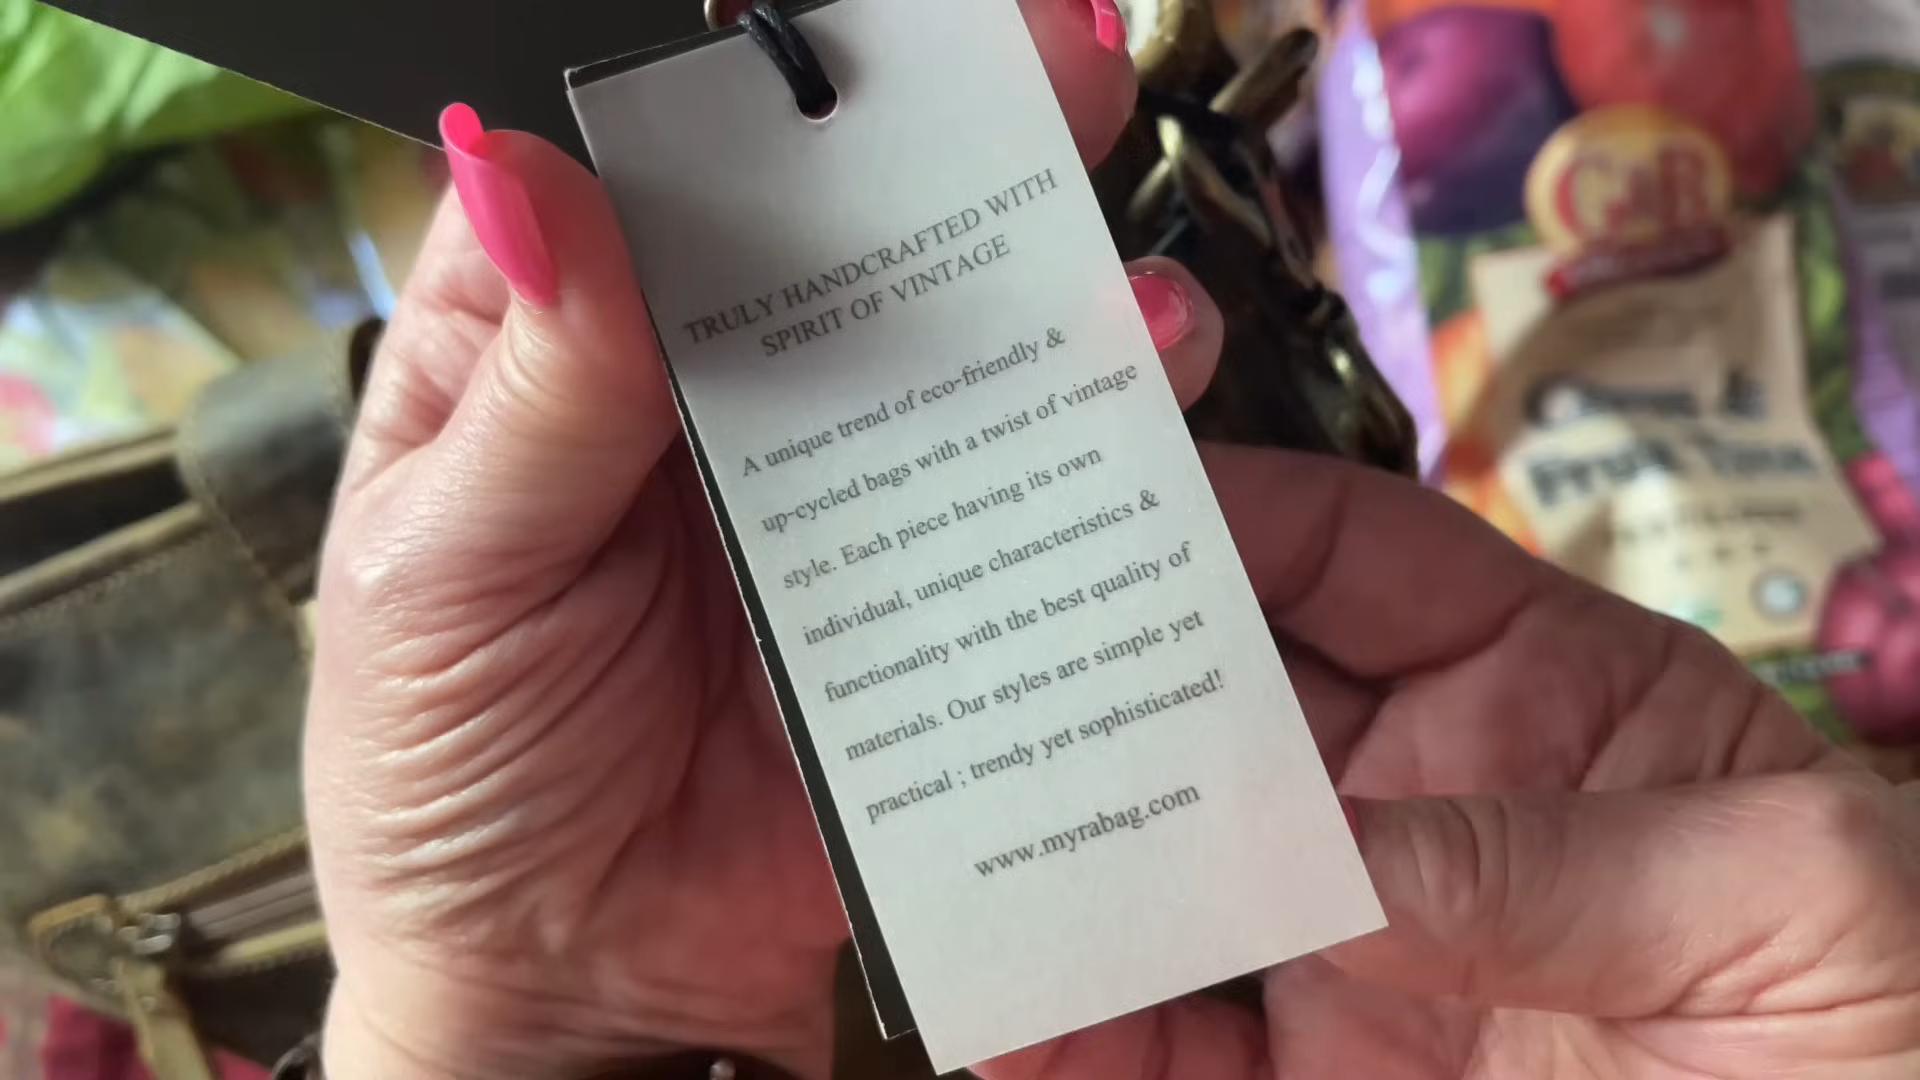 TRULY HANDCRAFTED WITH
SPIRIT OF VINTAGE
A unique trend of eco-friendly &
up-cycled bags with a twist of vintage
style. Each piece having its own
individual, unique characteristics &
functionality with the best quality of
materials. Our styles are simple yet
practical ; trendy yet sophisticated!
www.myrabag.com